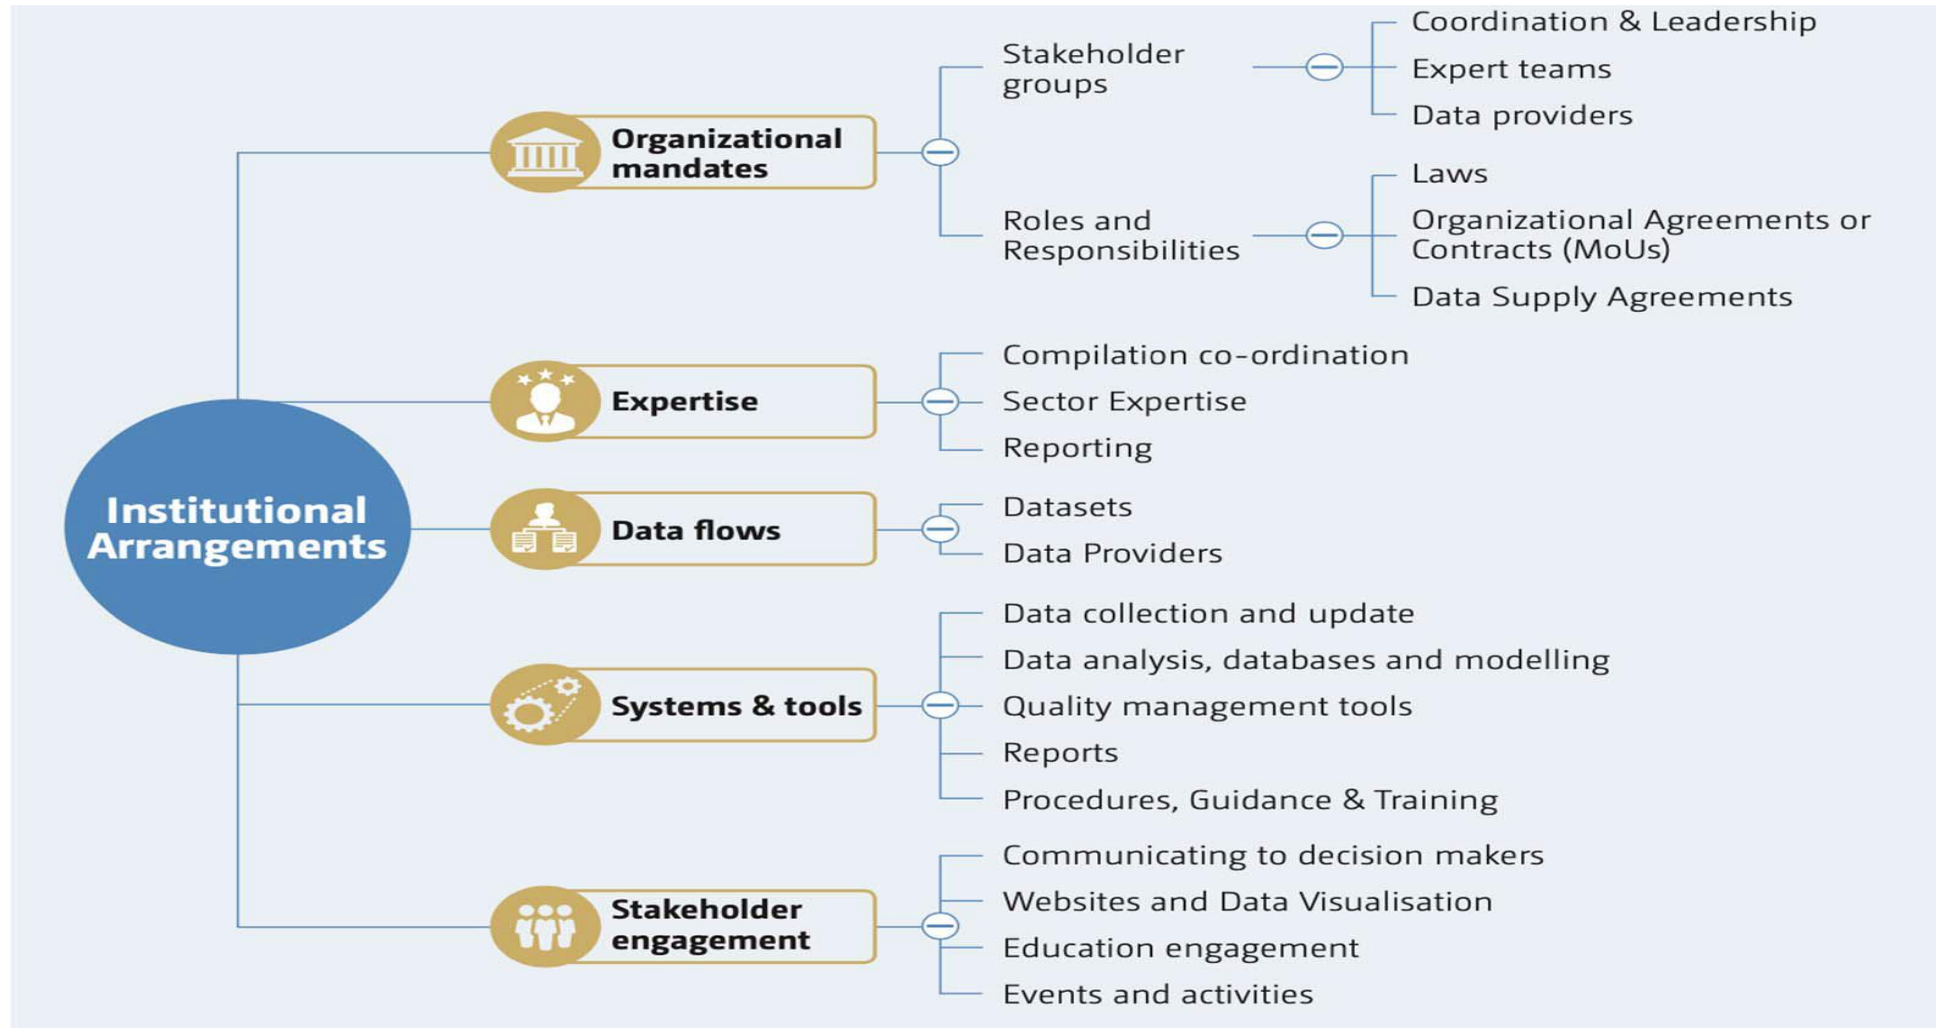 Institutional
Arrangements
Organizational
mandates
Stakeholder
groups
Coordination & Leadership
Expert teams
Data providers
Roles and
Responsibilities
Laws
Organizational Agreements or
Contracts (MoUs)
Data Supply Agreements
Expertise
Compilation co-ordination
Sector Expertise
Reporting
Data flows
Datasets
Data Providers
Systems & tools
Data collection and update
Data analysis, databases and modelling
Quality management tools
Reports
Procedures, Guidance & Training
Stakeholder
engagement
Communicating to decision makers
Websites and Data Visualisation
Education engagement
Events and activities